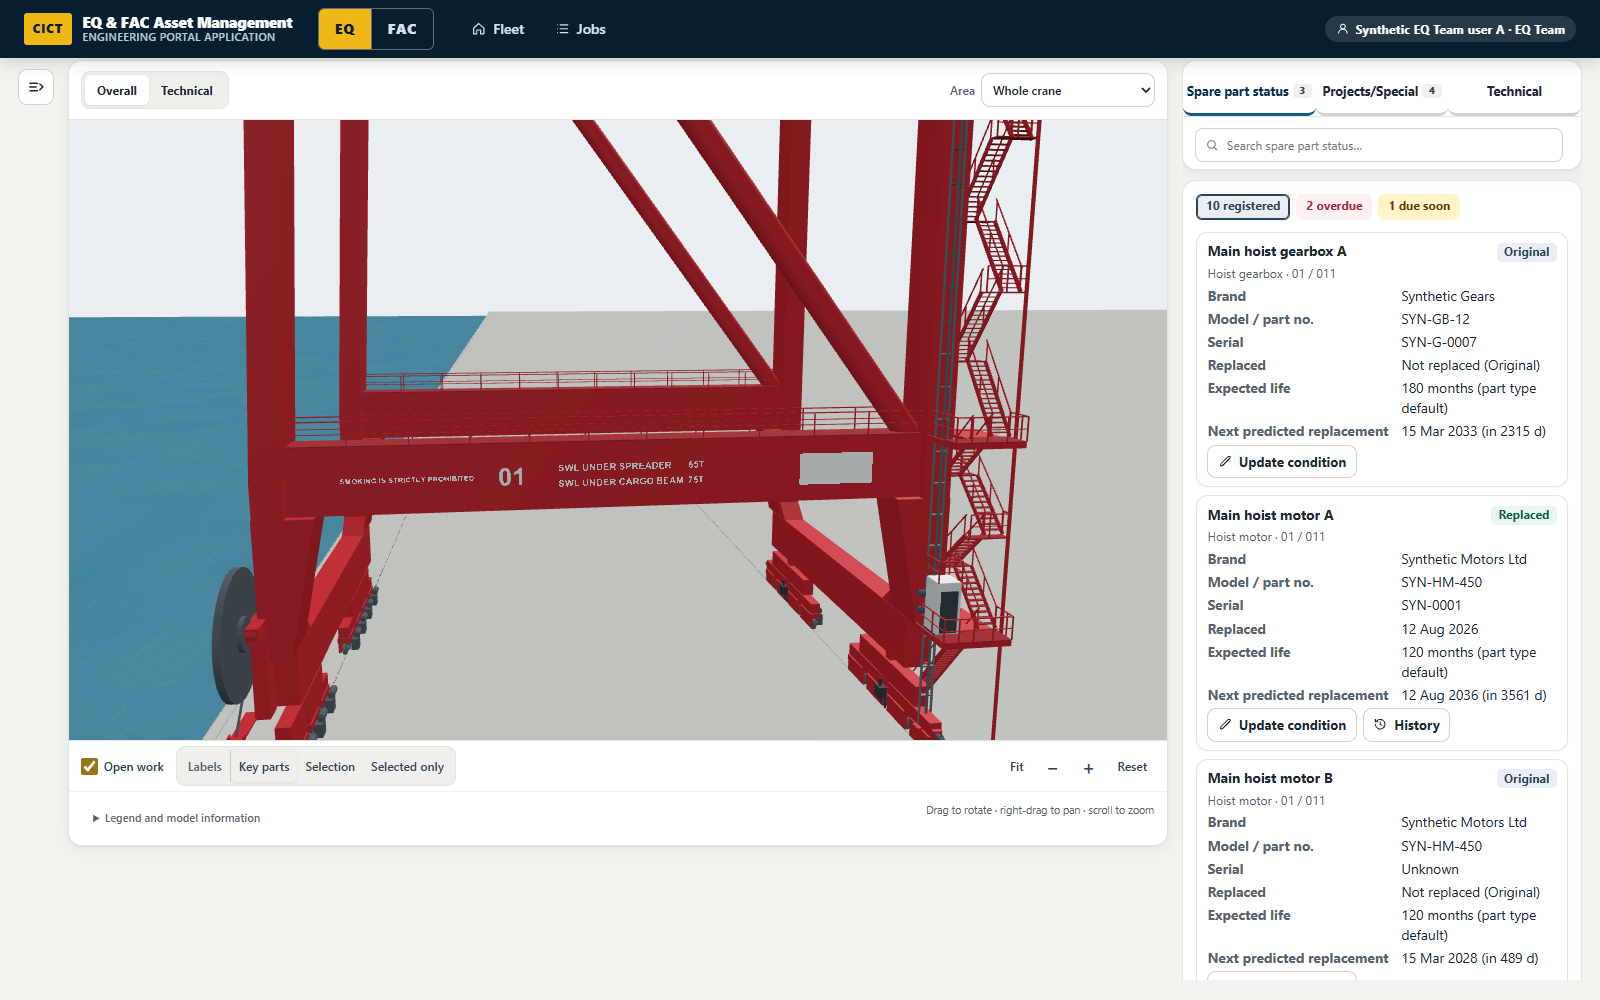 CICT
EQ & FAC Asset Management
ENGINEERING PORTAL APPLICATION
EQ
FAC
Fleet
Jobs
Synthetic EQ Team user A · EQ Team
Overall
Technical
Area
Whole crane
SMOKING IS STRICTLY PROHIBITED
01
SWL UNDER SPREADER 65T
SWL UNDER CARGO BEAM 75T
Open work
Labels
Key parts
Selection
Selected only
Fit
−
+
Reset
Legend and model information
Drag to rotate · right-drag to pan · scroll to zoom
Spare part status 3
Projects/Special 4
Technical
Search spare part status...
10 registered
2 overdue
1 due soon
Main hoist gearbox A
Original
Hoist gearbox · 01 / 011
Brand Synthetic Gears
Model / part no. SYN-GB-12
Serial SYN-G-0007
Replaced Not replaced (Original)
Expected life 180 months (part type
default)
Next predicted replacement 15 Mar 2033 (in 2315 d)
Update condition
Main hoist motor A
Replaced
Hoist motor · 01 / 011
Brand Synthetic Motors Ltd
Model / part no. SYN-HM-450
Serial SYN-0001
Replaced 12 Aug 2026
Expected life 120 months (part type
default)
Next predicted replacement 12 Aug 2036 (in 3561 d)
Update condition
History
Main hoist motor B
Original
Hoist motor · 01 / 011
Brand Synthetic Motors Ltd
Model / part no. SYN-HM-450
Serial Unknown
Replaced Not replaced (Original)
Expected life 120 months (part type
default)
Next predicted replacement 15 Mar 2028 (in 489 d)